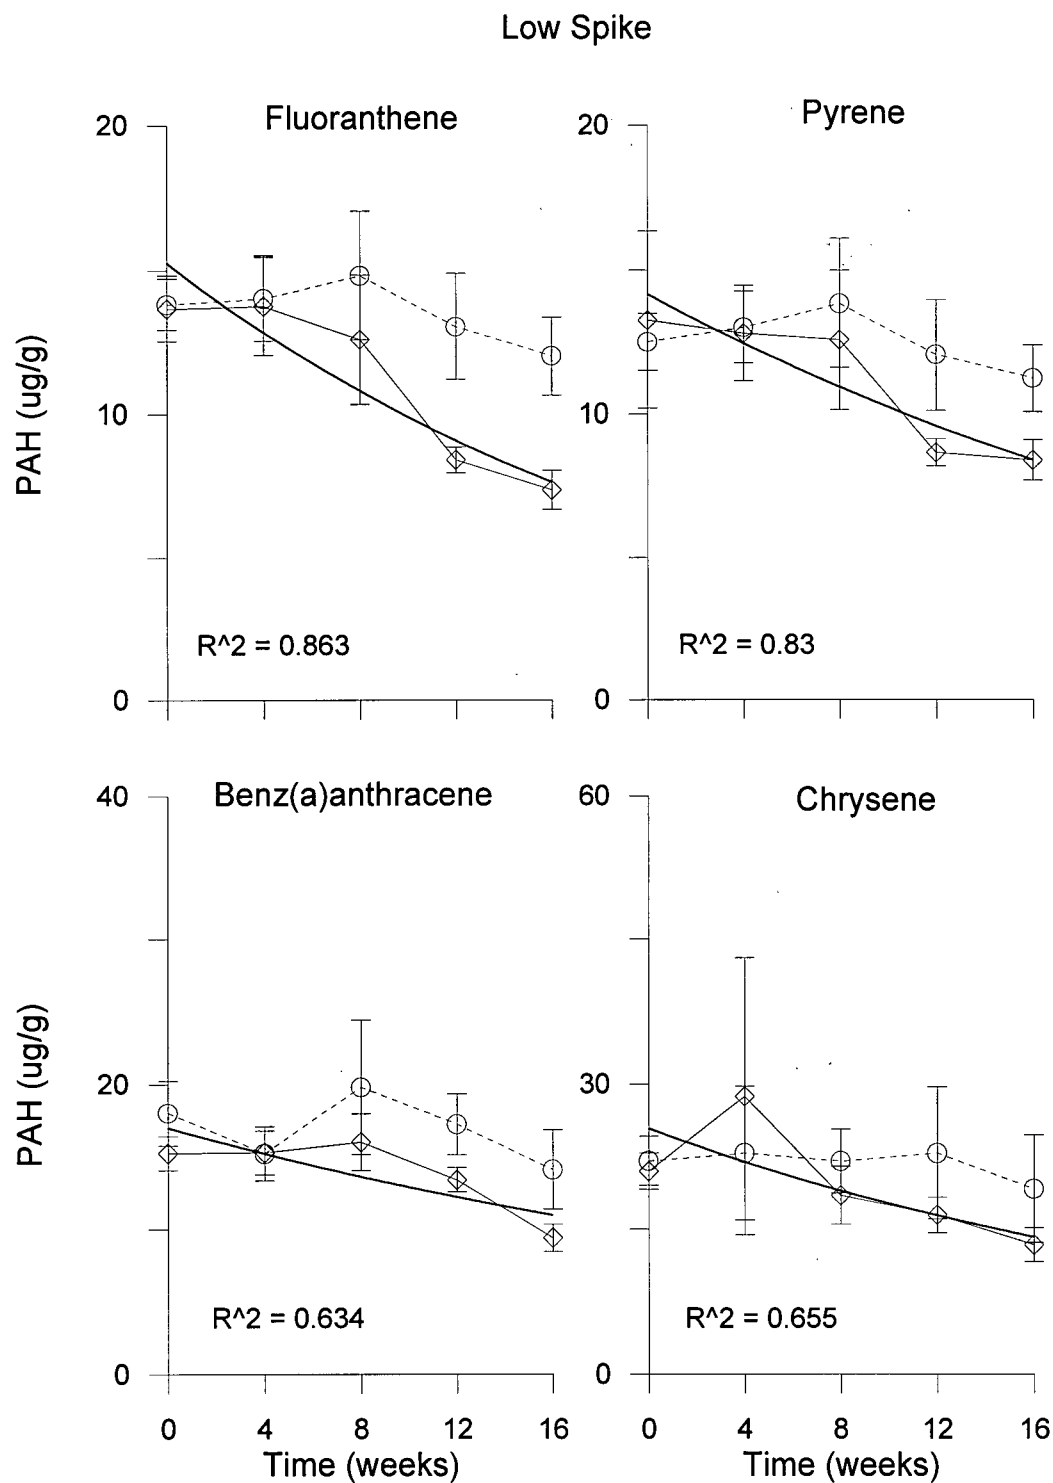 Low Spike
Fluoranthene
20
10
0
PAH (ug/g)
R^2 = 0.863
Pyrene
20
10
0
R^2 = 0.83
Benz(a)anthracene
40
20
0
PAH (ug/g)
R^2 = 0.634
0 4 8 12 16
Time (weeks)
Chrysene
60
30
0
R^2 = 0.655
0 4 8 12 16
Time (weeks)